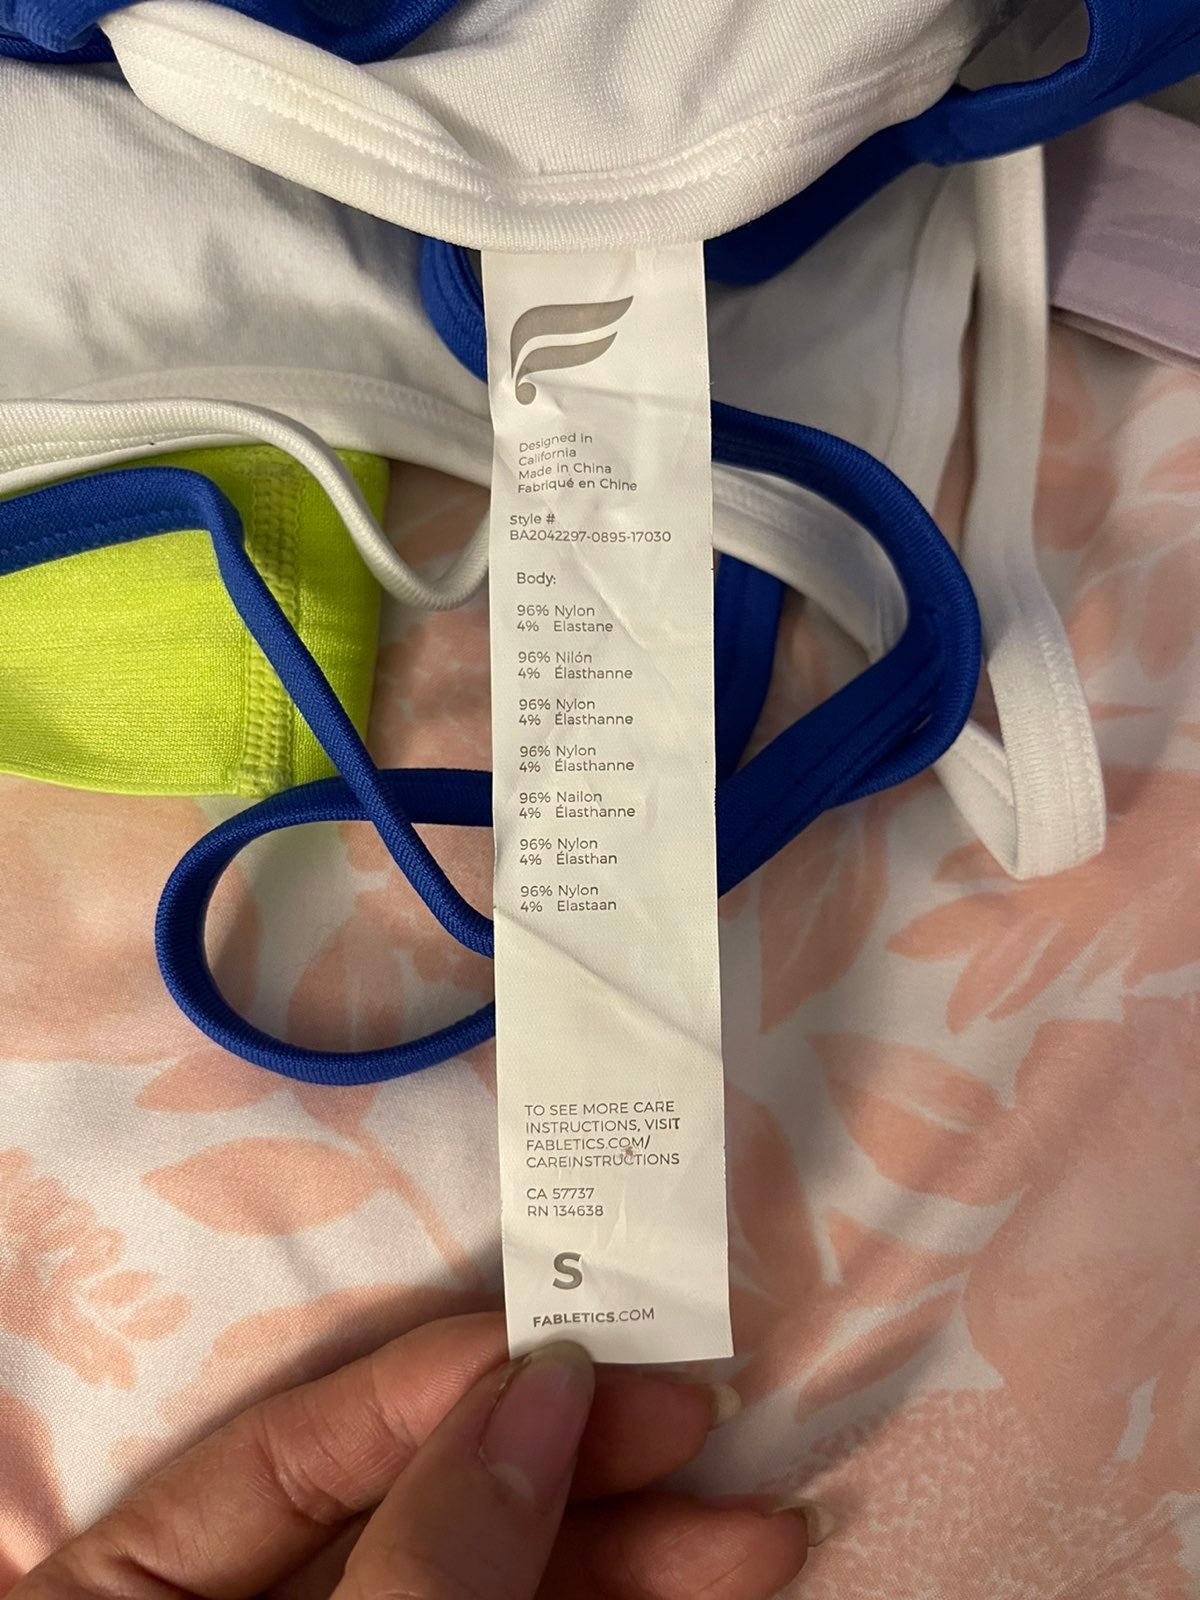 Designed in
California
Made in China
Fabriqué en Chine
Style #
BA2042297-0895-17030
Body:
96% Nylon
4% Elastane
96% Nilón
4% Élasthanne
96% Nylon
4% Élasthanne
96% Nylon
4% Élasthanne
96% Nailon
4% Élasthanne
96% Nylon
4% Élasthan
96% Nylon
4% Elastaan
TO SEE MORE CARE
INSTRUCTIONS, VISIT
FABLETICS.COM/
CAREINSTRUCTIONS
CA 57737
RN 134638
S
FABLETICS.COM